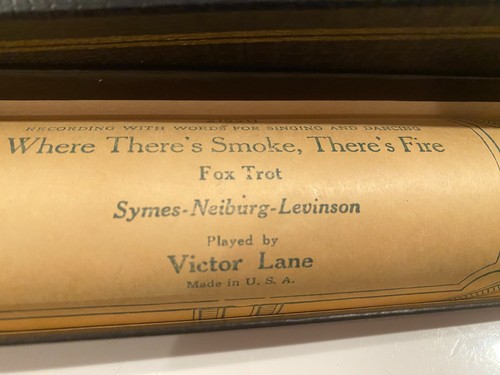 RECORDING WITH WORDS FOR SINGING AND DANCING
Where There's Smoke, There's Fire
Fox Trot
Symes-Neiburg-Levinson
Played by
Victor Lane
Made in U. S. A.